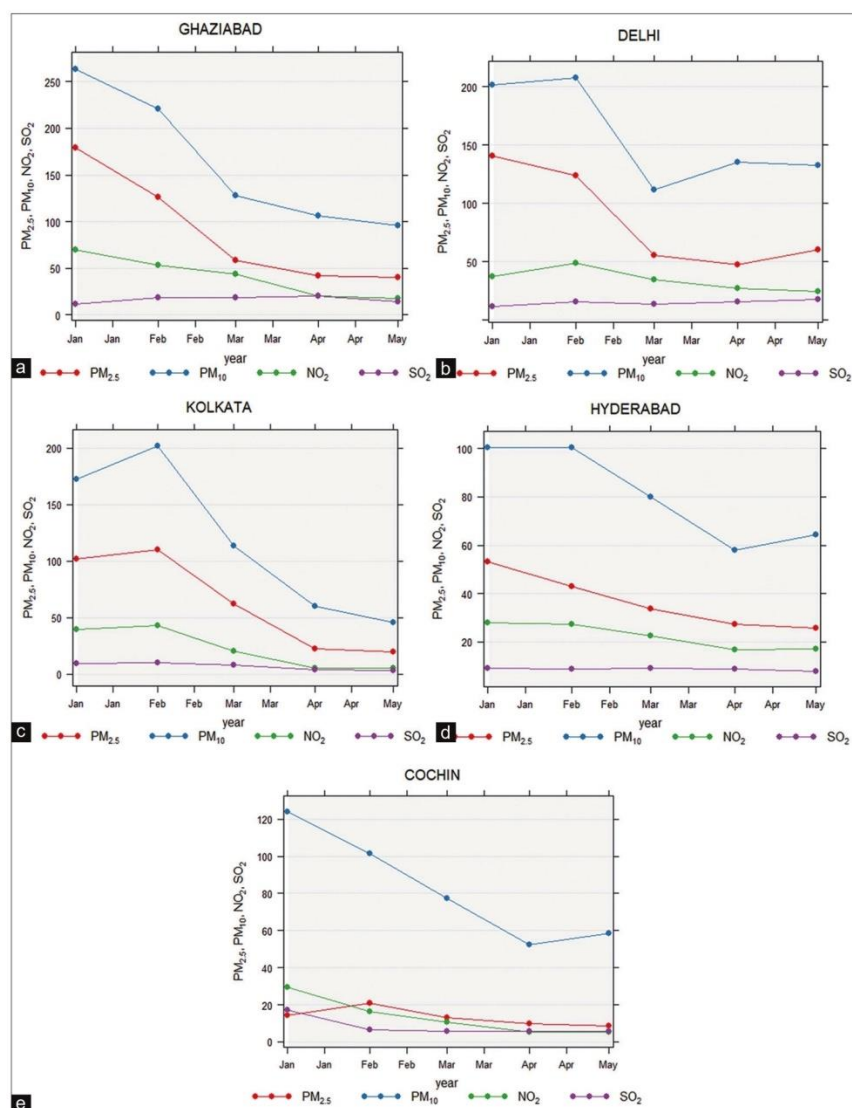 GHAZIABAD
PM2.5, PM10, NO2, SO2
250
200
150
100
50
0
Jan Jan Feb Feb Mar Mar Apr Apr May
year
a PM2.5 PM10 NO2 SO2
DELHI
PM2.5, PM10, NO2, SO2
200
150
100
50
Jan Jan Feb Feb Mar Mar Apr Apr May
year
b PM2.5 PM10 NO2 SO2
KOLKATA
PM2.5, PM10, NO2, SO2
200
150
100
50
0
Jan Jan Feb Feb Mar Mar Apr Apr May
year
c PM2.5 PM10 NO2 SO2
HYDERABAD
PM2.5, PM10, NO2, SO2
100
80
60
40
20
Jan Jan Feb Feb Mar Mar Apr Apr May
year
d PM2.5 PM10 NO2 SO2
COCHIN
PM2.5, PM10, NO2, SO2
120
100
80
60
40
20
0
Jan Jan Feb Feb Mar Mar Apr Apr May
year
e PM2.5 PM10 NO2 SO2